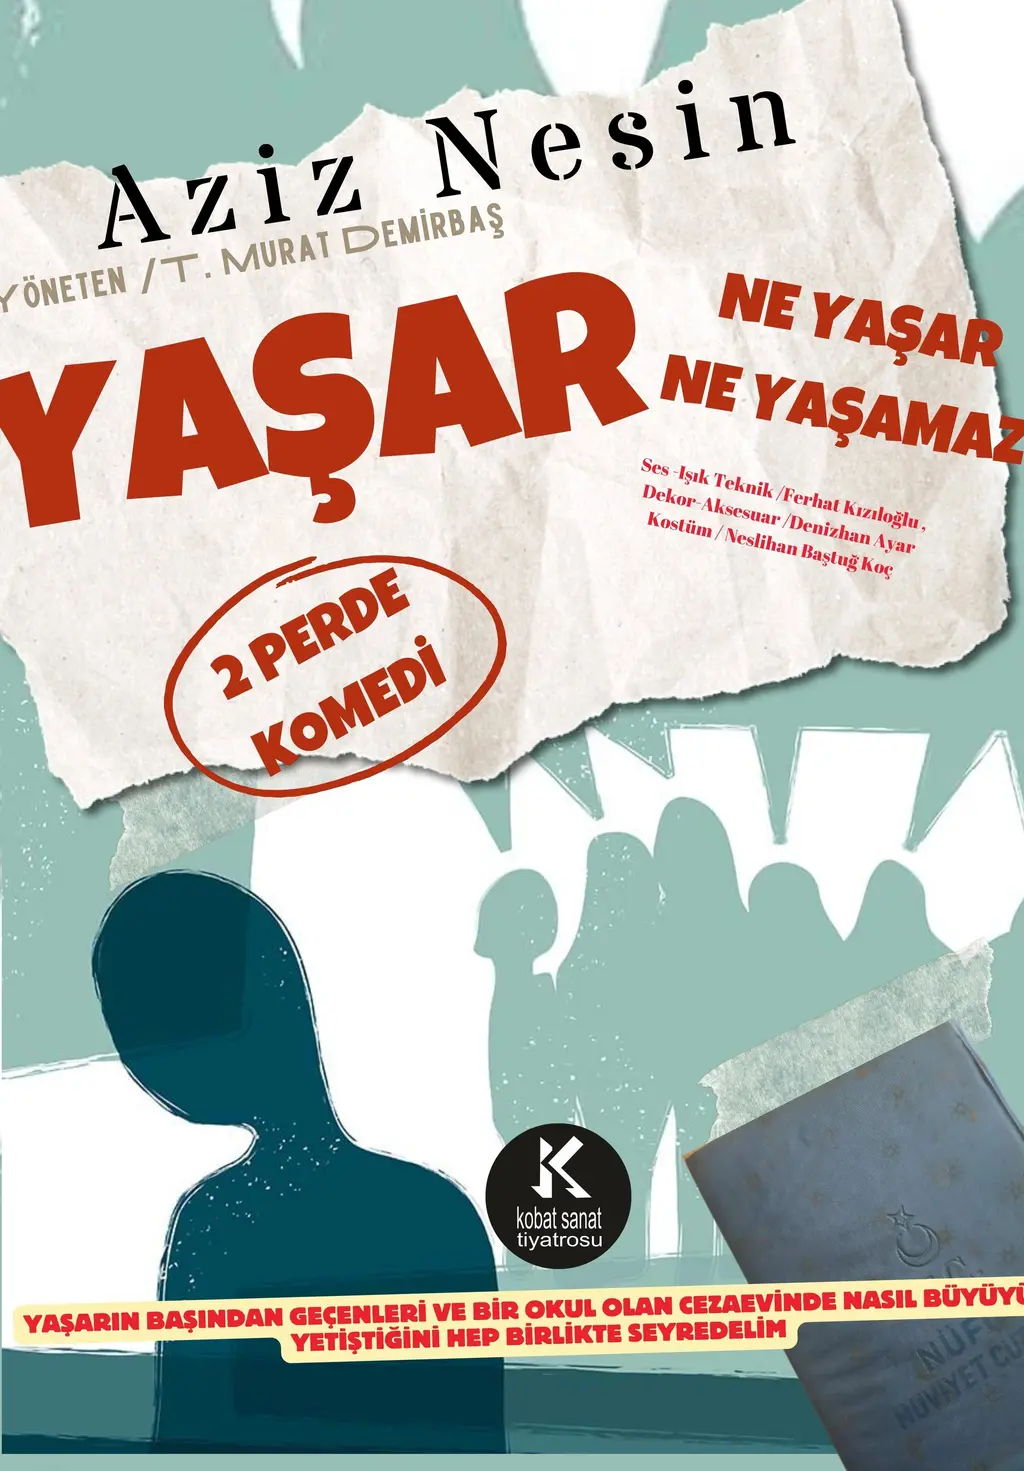 Aziz Nesin
YÖNETEN /T. MURAT DEMİRBAŞ
YAŞAR
NE YAŞAR
NE YAŞAMAZ
Ses -Işık Teknik /Ferhat Kızıloğlu ,
Dekor-Aksesuar /Denizhan Ayar
Kostüm / Neslihan Baştuğ Koç
2 PERDE
KOMEDİ
K
kobat sanat
tiyatrosu
YAŞARIN BAŞINDAN GEÇENLERİ VE BİR OKUL OLAN CEZAEVİNDE NASIL BÜYÜYÜ
YETİŞTİĞİNİ HEP BİRLİKTE SEYREDELİM